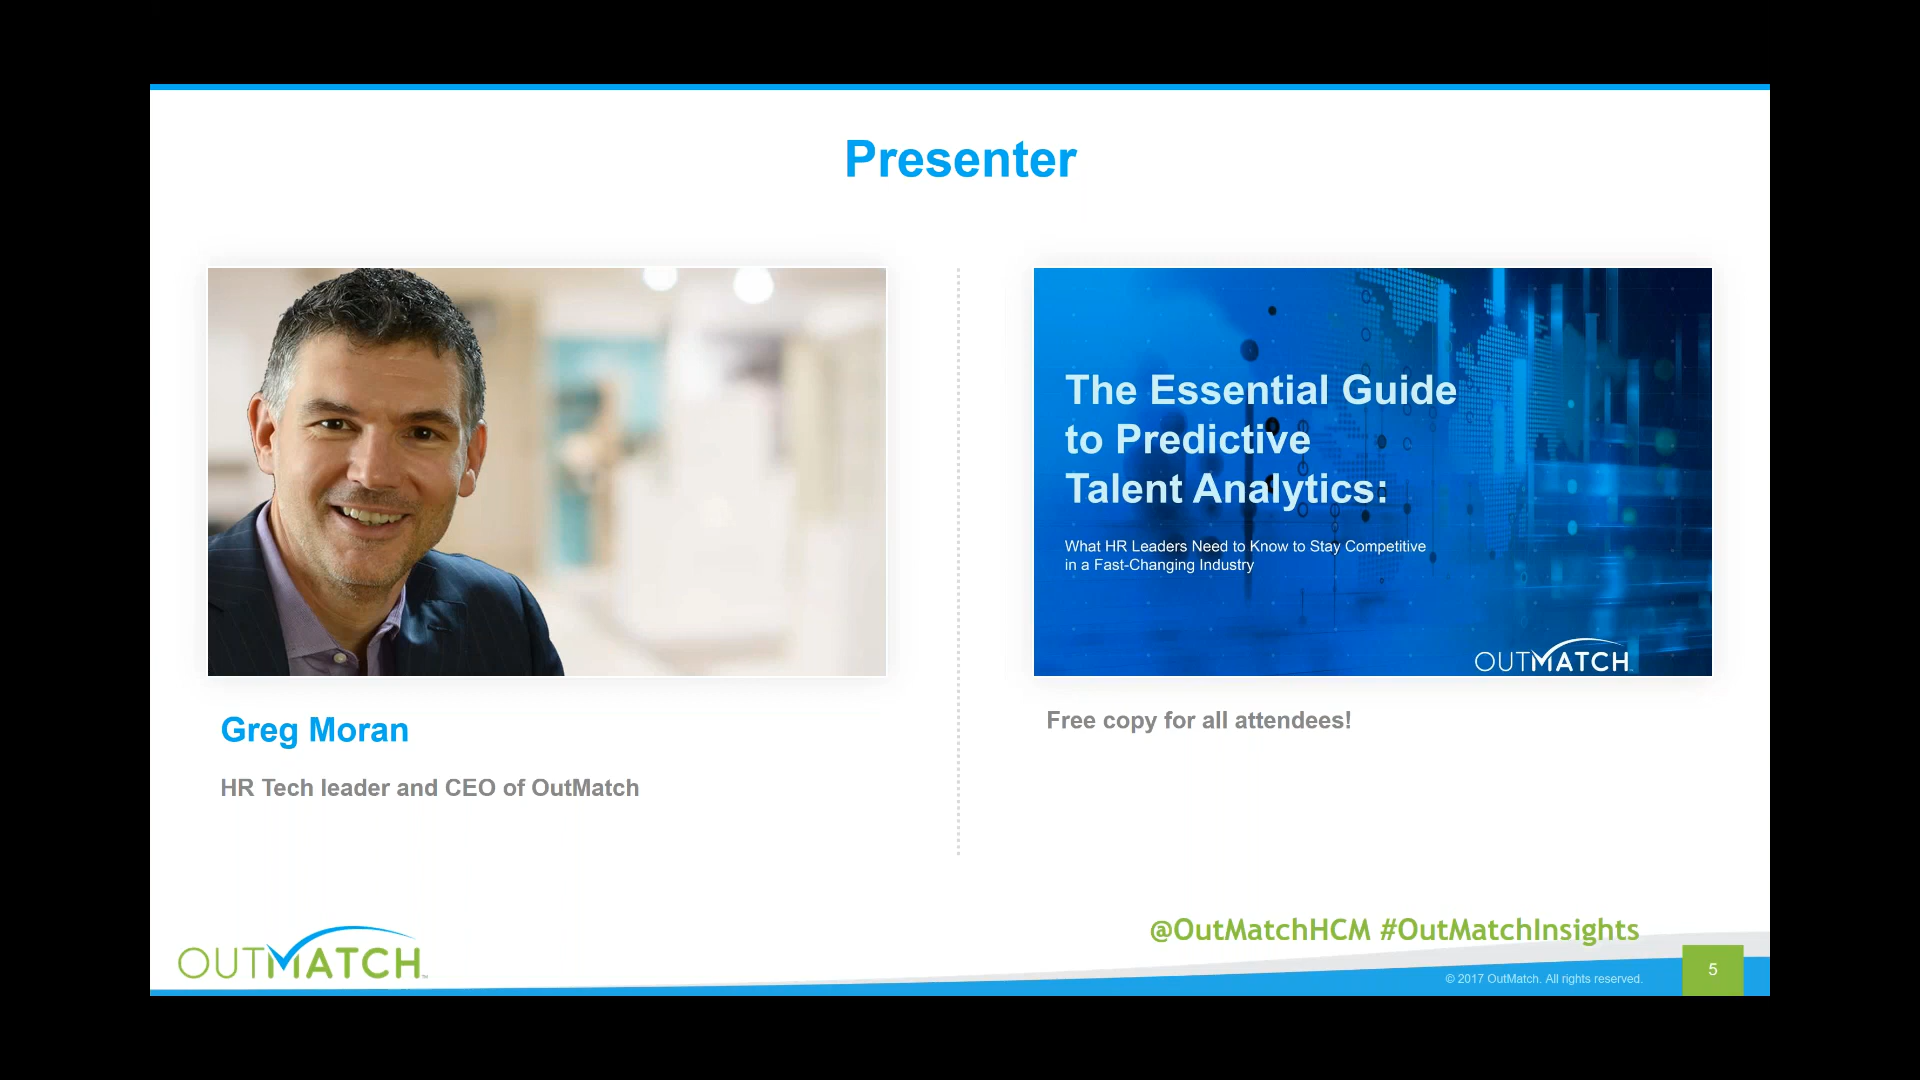 Presenter
The Essential Guide
to Predictive
Talent Analytics:
What HR Leaders Need to Know to Stay Competitive
in a Fast-Changing Industry
OUTMATCH
Greg Moran
HR Tech leader and CEO of OutMatch
Free copy for all attendees!
@OutMatchHCM #OutMatchInsights
OUTMATCH™
© 2017 OutMatch. All rights reserved.
5